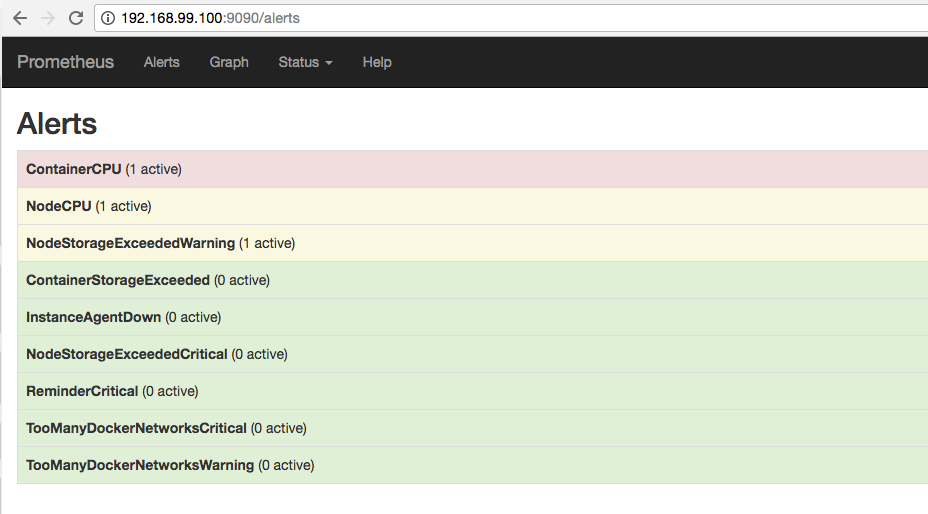 192.168.99.100:9090/alerts
Prometheus Alerts Graph Status Help
Alerts
ContainerCPU (1 active)
NodeCPU (1 active)
NodeStorageExceededWarning (1 active)
ContainerStorageExceeded (0 active)
InstanceAgentDown (0 active)
NodeStorageExceededCritical (0 active)
ReminderCritical (0 active)
TooManyDockerNetworksCritical (0 active)
TooManyDockerNetworksWarning (0 active)